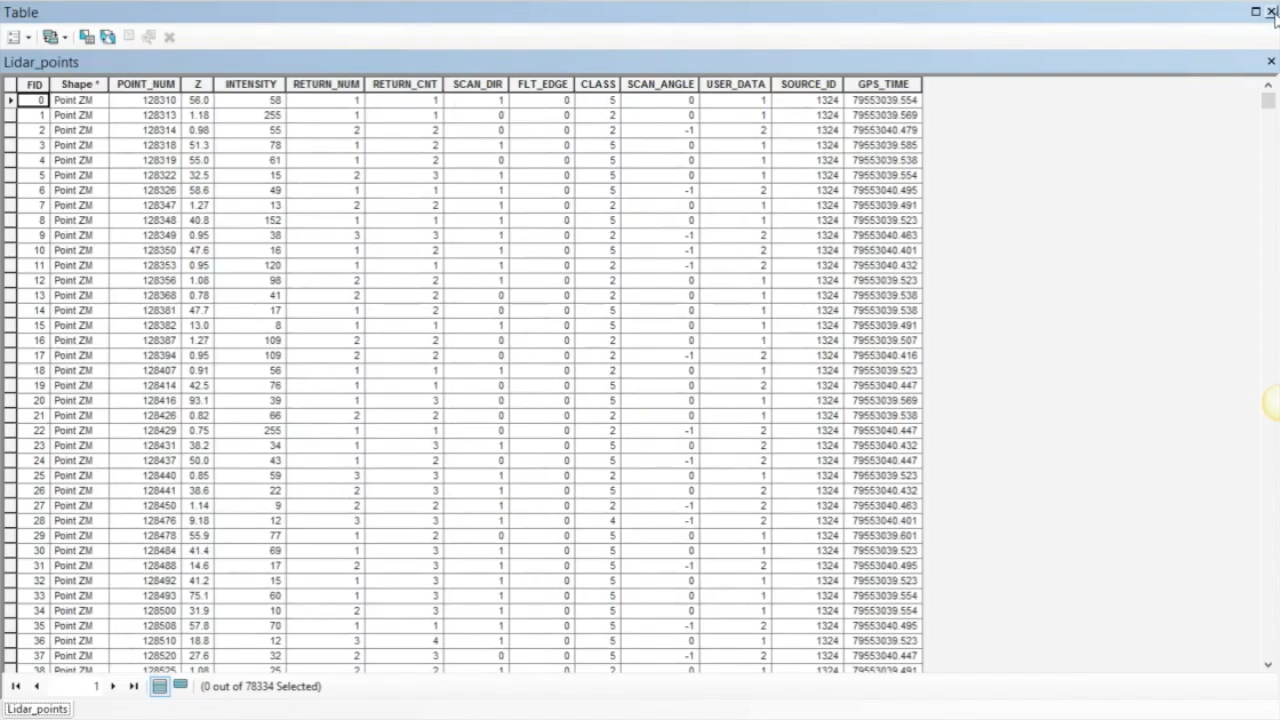 Table
Lidar_points
FID Shape * POINT_NUM Z INTENSITY RETURN_NUM RETURN_CNT SCAN_DIR FLT_EDGE CLASS SCAN_ANGLE USER_DATA SOURCE_ID GPS_TIME
0 Point ZM 128310 56.0 58 1 1 1 0 5 0 1 1324 79553039.554
1 Point ZM 128313 1.18 255 1 1 0 0 2 0 1 1324 79553039.569
2 Point ZM 128314 0.98 55 2 2 0 0 2 -1 2 1324 79553040.479
3 Point ZM 128318 51.3 78 1 2 1 0 5 0 1 1324 79553039.585
4 Point ZM 128319 55.0 61 1 2 0 0 5 0 1 1324 79553039.538
5 Point ZM 128322 32.5 15 2 3 1 0 5 0 1 1324 79553039.554
6 Point ZM 128326 58.6 49 1 1 1 0 5 -1 2 1324 79553040.495
7 Point ZM 128347 1.27 13 2 2 1 0 2 0 1 1324 79553039.491
8 Point ZM 128348 40.8 152 1 1 1 0 5 0 1 1324 79553039.523
9 Point ZM 128349 0.95 38 3 3 1 0 2 -1 2 1324 79553040.463
10 Point ZM 128350 47.6 16 1 2 1 0 5 -1 2 1324 79553040.401
11 Point ZM 128353 0.95 120 1 1 1 0 2 -1 2 1324 79553040.432
12 Point ZM 128356 1.08 98 2 2 1 0 2 0 1 1324 79553039.523
13 Point ZM 128368 0.78 41 2 2 0 0 2 0 1 1324 79553039.538
14 Point ZM 128381 47.7 17 1 2 0 0 5 0 1 1324 79553039.538
15 Point ZM 128382 13.0 8 1 1 1 0 5 0 1 1324 79553039.491
16 Point ZM 128387 1.27 109 2 2 0 0 2 0 1 1324 79553039.507
17 Point ZM 128394 0.95 109 2 2 0 0 2 -1 2 1324 79553040.416
18 Point ZM 128407 0.91 56 1 1 1 0 2 0 1 1324 79553039.523
19 Point ZM 128414 42.5 76 1 1 0 0 5 0 2 1324 79553040.447
20 Point ZM 128416 93.1 39 1 3 0 0 5 0 1 1324 79553039.569
21 Point ZM 128426 0.82 66 2 2 0 0 2 0 1 1324 79553039.538
22 Point ZM 128429 0.75 255 1 1 0 0 2 -1 2 1324 79553040.447
23 Point ZM 128431 38.2 34 1 3 1 0 5 0 2 1324 79553040.432
24 Point ZM 128437 50.0 43 1 2 0 0 5 -1 2 1324 79553040.447
25 Point ZM 128440 0.85 59 3 3 1 0 2 0 1 1324 79553039.523
26 Point ZM 128441 38.6 22 2 3 1 0 5 0 2 1324 79553040.432
27 Point ZM 128450 1.14 9 2 2 1 0 2 -1 2 1324 79553040.463
28 Point ZM 128476 9.18 12 3 3 1 0 4 -1 2 1324 79553040.401
29 Point ZM 128478 55.9 77 1 2 0 0 5 0 1 1324 79553039.601
30 Point ZM 128484 41.4 69 1 3 1 0 5 0 1 1324 79553039.523
31 Point ZM 128488 14.6 17 2 3 1 0 5 -1 2 1324 79553040.495
32 Point ZM 128492 41.2 15 1 3 1 0 5 0 1 1324 79553039.523
33 Point ZM 128493 75.1 60 1 3 1 0 5 0 1 1324 79553039.554
34 Point ZM 128500 31.9 10 2 3 1 0 5 0 1 1324 79553039.554
35 Point ZM 128508 57.8 70 1 1 1 0 5 -1 2 1324 79553040.495
36 Point ZM 128510 18.8 12 3 4 1 0 5 0 1 1324 79553039.523
37 Point ZM 128520 27.6 32 2 3 0 0 5 -1 2 1324 79553040.447
38 Point ZM 128525 1.08 25 2 2 1 0 2 0 1 1324 79553039.491
1 (0 out of 78334 Selected)
Lidar_points